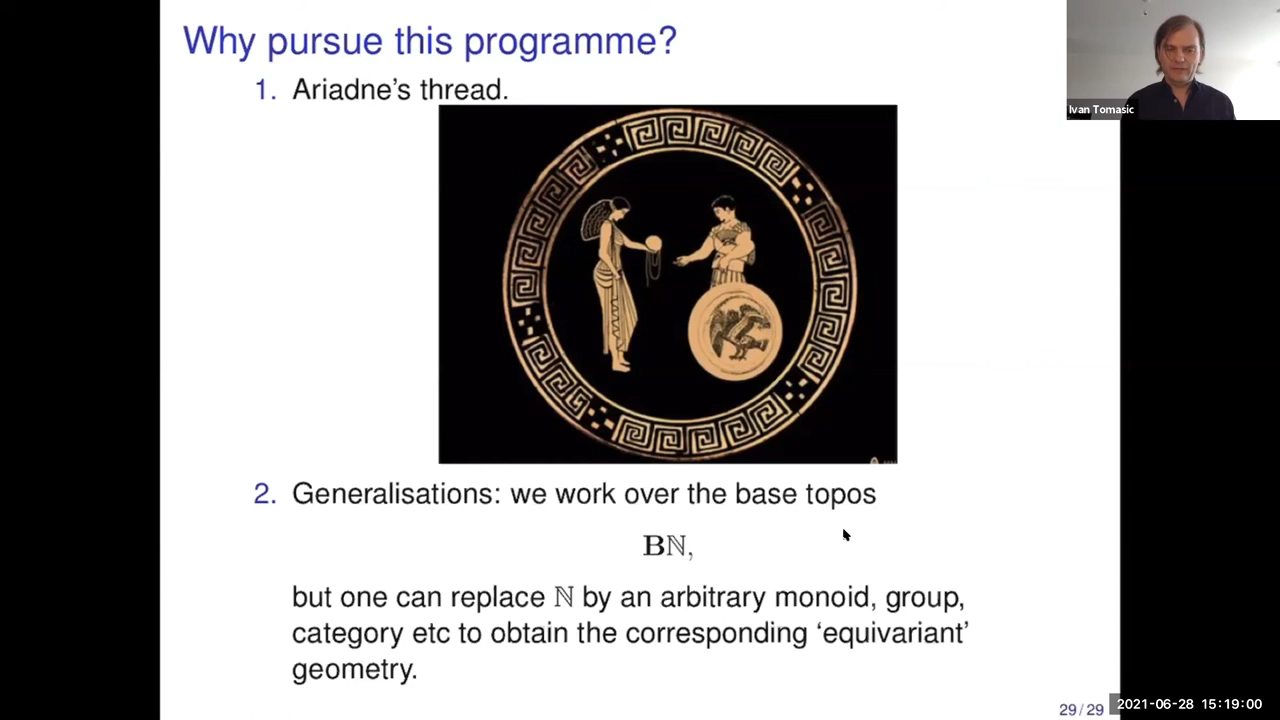 Why pursue this programme?
1. Ariadne's thread.
Ivan Tomasic
2. Generalisations: we work over the base topos
Bℕ,
but one can replace ℕ by an arbitrary monoid, group,
category etc to obtain the corresponding ‘equivariant’
geometry.
29 / 29
2021-06-28 15:19:00